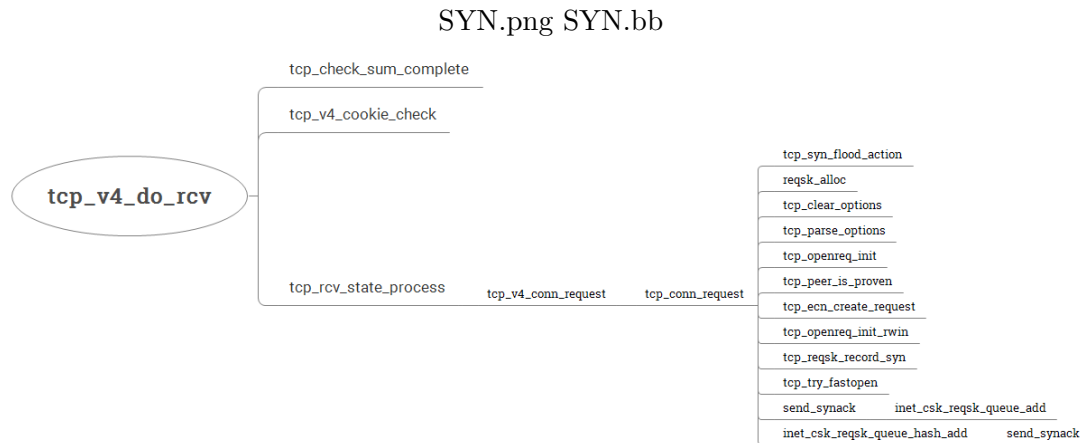 SYN.png SYN.bb
tcp_check_sum_complete
tcp_v4_cookie_check
tcp_v4_do_rcv
tcp_rcv_state_process
tcp_v4_conn_request
tcp_conn_request
tcp_syn_flood_action
reqsk_alloc
tcp_clear_options
tcp_parse_options
tcp_openreq_init
tcp_peer_is_proven
tcp_ecn_create_request
tcp_openreq_init_rwin
tcp_reqsk_record_syn
tcp_try_fastopen
send_synack inet_csk_reqsk_queue_add
inet_csk_reqsk_queue_hash_add send_synack